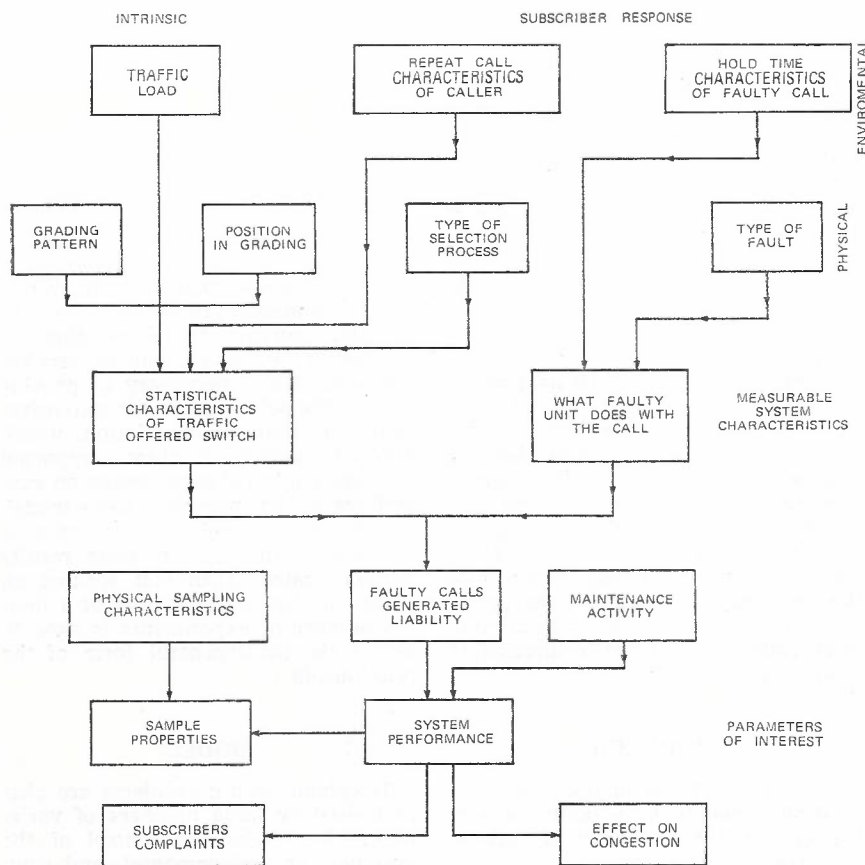 INTRINSIC
SUBSCRIBER RESPONSE
TRAFFIC
LOAD
REPEAT CALL
CHARACTERISTICS
OF CALLER
HOLD TIME
CHARACTERISTICS
OF FAULTY CALL
ENVIROMENTAL
GRADING
PATTERN
POSITION
IN GRADING
TYPE OF
SELECTION
PROCESS
TYPE OF
FAULT
PHYSICAL
STATISTICAL
CHARACTERISTICS
OF TRAFFIC
OFFERED SWITCH
WHAT FAULTY
UNIT DOES WITH
THE CALL
MEASURABLE
SYSTEM
CHARACTERISTICS
PHYSICAL SAMPLING
CHARACTERISTICS
FAULTY CALLS
GENERATED
LIABILITY
MAINTENANCE
ACTIVITY
SAMPLE
PROPERTIES
SYSTEM
PERFORMANCE
PARAMETERS
OF INTEREST
SUBSCRIBERS
COMPLAINTS
EFFECT ON
CONGESTION